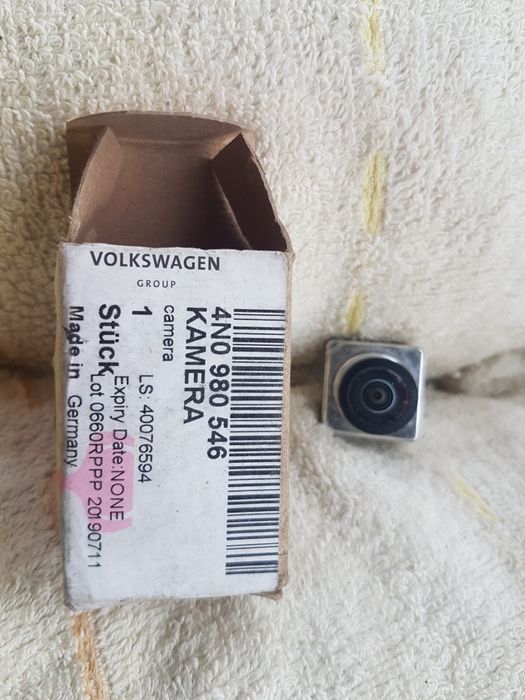 VOLKSWAGEN
GROUP
4N0 980 546
KAMERA
camera
1 LS: 40076594
Expiry Date:NONE
Stück Lot 0660RPPP 20190711
Made in Germany